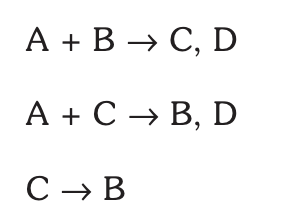 A + B → C, D
A + C → B, D
C → B